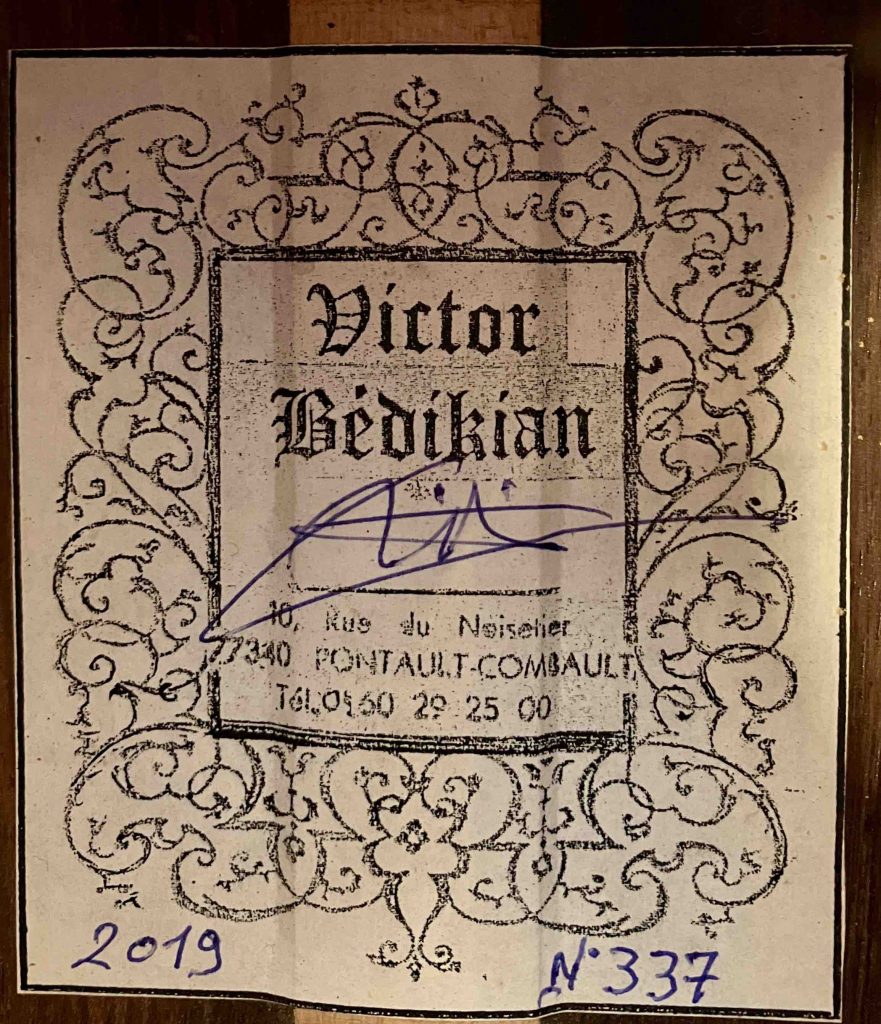 Victor
Bédikian
10, Rue du Noisetier
77340 PONTAULT-COMBAULT
Tél. 01 60 29 25 00
2019
N° 337